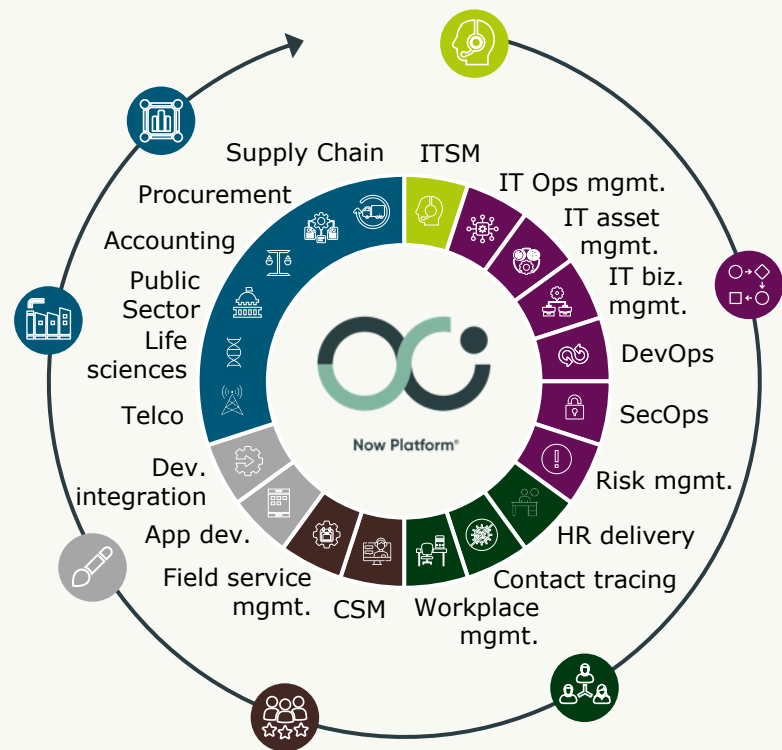 Supply Chain
ITSM
Procurement
IT Ops mgmt.
Accounting
IT asset
mgmt.
Public
Sector
IT biz.
mgmt.
Life
sciences
DevOps
Telco
SecOps
Now Platform®
Dev.
integration
Risk mgmt.
App dev.
HR delivery
Field service
mgmt.
Contact tracing
CSM
Workplace
mgmt.